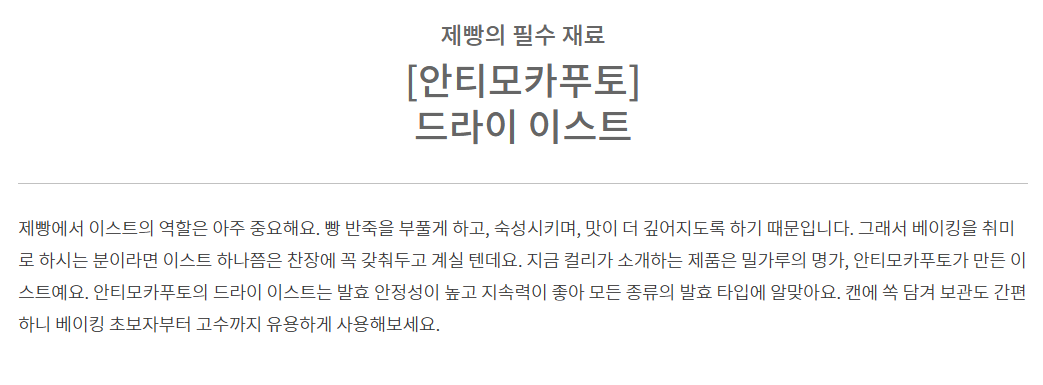 제빵의 필수 재료
[안티모카푸토]
드라이 이스트
제빵에서 이스트의 역할은 아주 중요해요. 빵 반죽을 부풀게 하고, 숙성시키며, 맛이 더 깊어지도록 하기 때문입니다. 그래서 베이킹을 취미
로 하시는 분이라면 이스트 하나쯤은 찬장에 꼭 갖춰두고 계실 텐데요. 지금 컬리가 소개하는 제품은 밀가루의 명가, 안티모카푸토가 만든 이
스트예요. 안티모카푸토의 드라이 이스트는 발효 안정성이 높고 지속력이 좋아 모든 종류의 발효 타입에 알맞아요. 캔에 쏙 담겨 보관도 간편
하니 베이킹 초보자부터 고수까지 유용하게 사용해보세요.